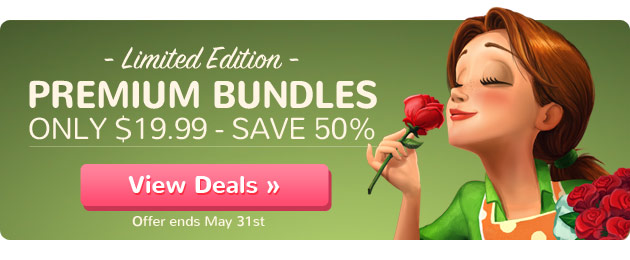 - Limited Edition -
PREMIUM BUNDLES
ONLY $19.99 - SAVE 50%
View Deals »
Offer ends May 31st